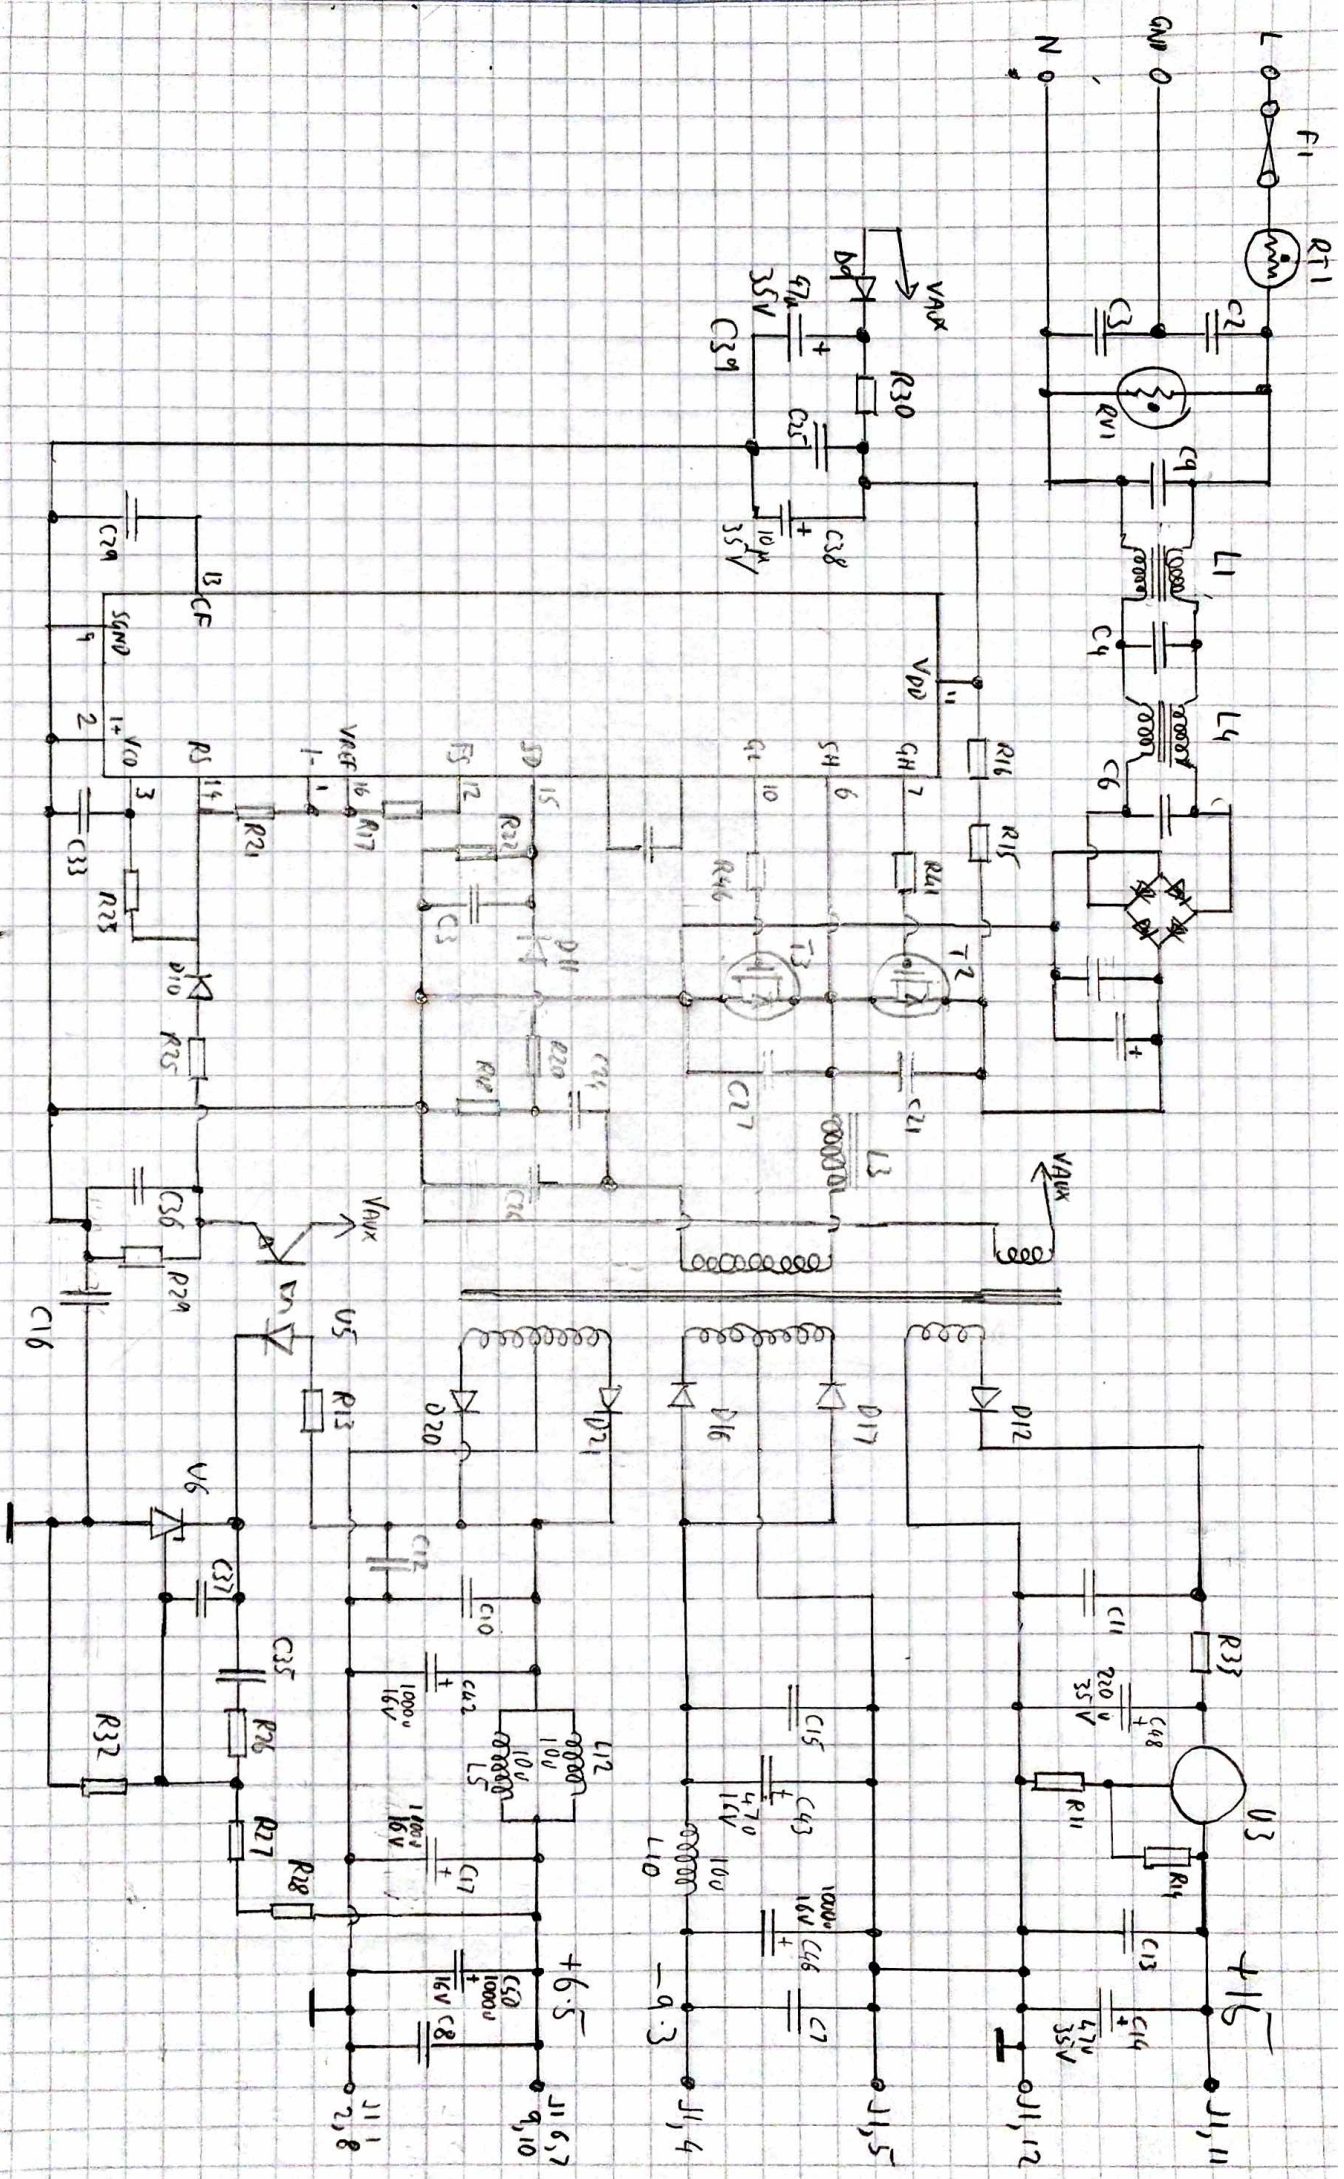 L
F1
RT1
GND
N
C2
C3
RV1
C9
L1
C4
L4
C6
VAUX
D9
47u
35V
+
C39
R30
C25
C38
10u
35V
+
C29
13
CF
SGND
9
I+
2
VCO
3
RS
14
I-
1
VREF
16
FS
12
SD
15
GL
10
SH
6
GH
7
VDD
11
R16
R15
R41
R46
T2
T3
C21
C27
L3
VAUX
+
R17
R21
C33
R23
D10
R25
R22
C3
D11
R20
R18
C24
C26
C36
R29
VAUX
U5
C16
R13
D20
D21
D16
D17
D12
V6
C37
C35
R26
R32
R27
R28
C12
C10
C42
1000u
16V
+
L12
10u
10u
L5
C17
1000u
16V
+
C50
1000u
16V
+
C8
+6.5
J1
2,8
J1 6,7
9,10
C15
C43
470
16V
+
L10
10u
C46
1000u
16V
+
C7
-9.3
J1,4
J1,5
C11
R33
C48
220u
35V
+
U3
R11
R14
C13
C14
47u
35V
+
+15
J1,12
J1,11